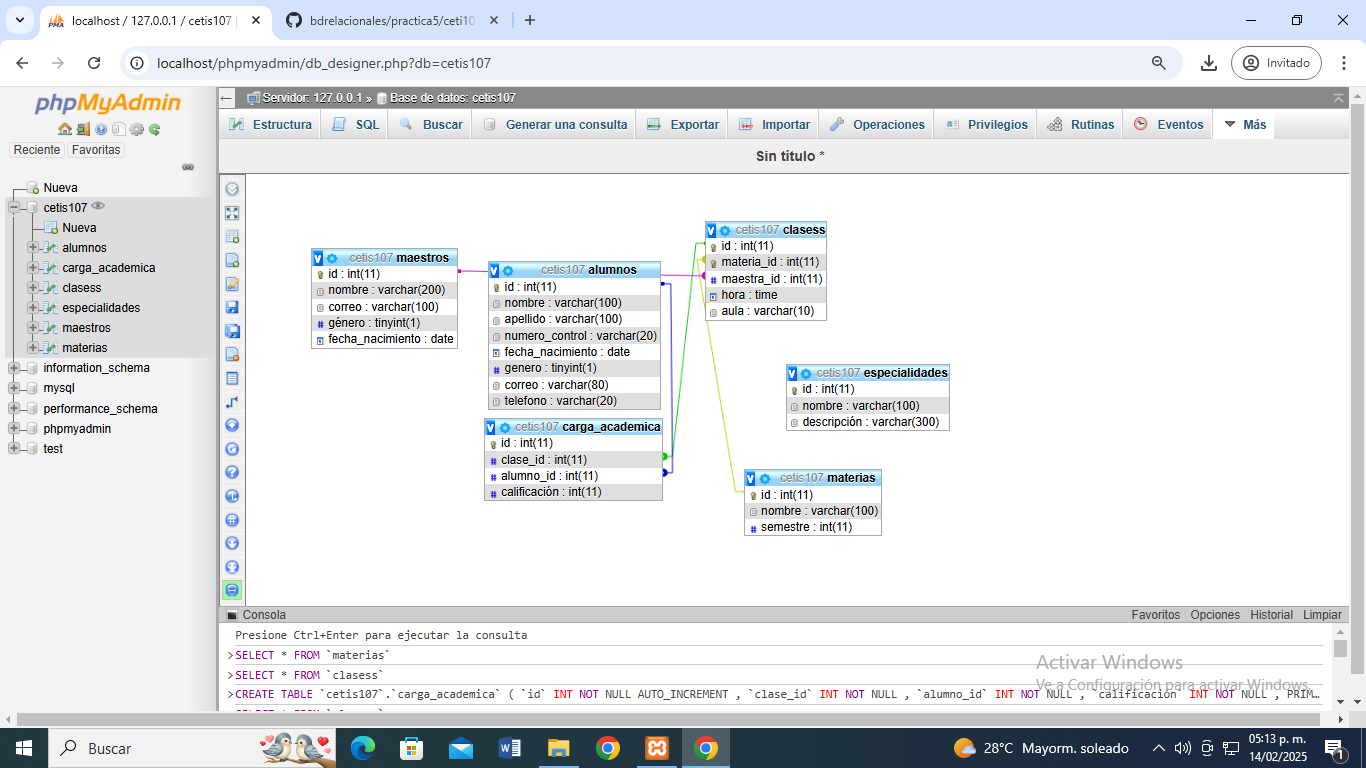 localhost / 127.0.0.1 / cetis107
bdrelacionales/practica5/ceti10
localhost/phpmyadmin/db_designer.php?db=cetis107
Invitado
phpMyAdmin
Reciente
Favoritas
Nueva
cetis107
Nueva
alumnos
carga_academica
clasess
especialidades
maestros
materias
information_schema
mysql
performance_schema
phpmyadmin
test
Servidor: 127.0.0.1 » Base de datos: cetis107
Estructura SQL Buscar Generar una consulta Exportar Importar Operaciones Privilegios Rutinas Eventos Más
Sin título *
cetis107 maestros
id : int(11)
nombre : varchar(200)
correo : varchar(100)
género : tinyint(1)
fecha_nacimiento : date
cetis107 alumnos
id : int(11)
nombre : varchar(100)
apellido : varchar(100)
numero_control : varchar(20)
fecha_nacimiento : date
genero : tinyint(1)
correo : varchar(80)
telefono : varchar(20)
cetis107 carga_academica
id : int(11)
clase_id : int(11)
alumno_id : int(11)
calificación : int(11)
cetis107 clasess
id : int(11)
materia_id : int(11)
maestra_id : int(11)
hora : time
aula : varchar(10)
cetis107 especialidades
id : int(11)
nombre : varchar(100)
descripción : varchar(300)
cetis107 materias
id : int(11)
nombre : varchar(100)
semestre : int(11)
Consola
Favoritos Opciones Historial Limpiar
Presione Ctrl+Enter para ejecutar la consulta
>SELECT * FROM `materias`
>SELECT * FROM `clasess`
>CREATE TABLE `cetis107`.`carga_academica` ( `id` INT NOT NULL AUTO_INCREMENT , `clase_id` INT NOT NULL , `alumno_id` INT NOT NULL , `calificación` INT NOT NULL , PRIM…
Activar Windows
Ve a Configuración para activar Windows.
Buscar
28°C Mayorm. soleado
05:13 p. m.
14/02/2025
1